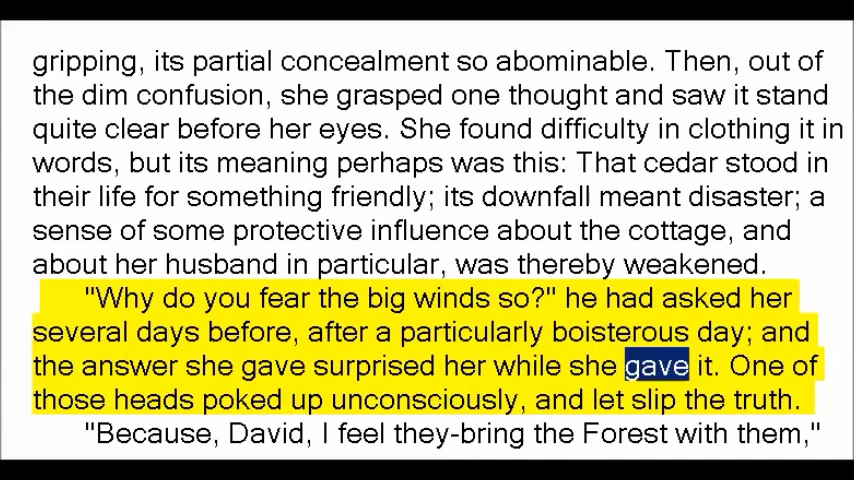 gripping, its partial concealment so abominable. Then, out of
the dim confusion, she grasped one thought and saw it stand
quite clear before her eyes. She found difficulty in clothing it in
words, but its meaning perhaps was this: That cedar stood in
their life for something friendly; its downfall meant disaster; a
sense of some protective influence about the cottage, and
about her husband in particular, was thereby weakened.
"Why do you fear the big winds so?" he had asked her
several days before, after a particularly boisterous day; and
the answer she gave surprised her while she gave it. One of
those heads poked up unconsciously, and let slip the truth.
"Because, David, I feel they-bring the Forest with them,"